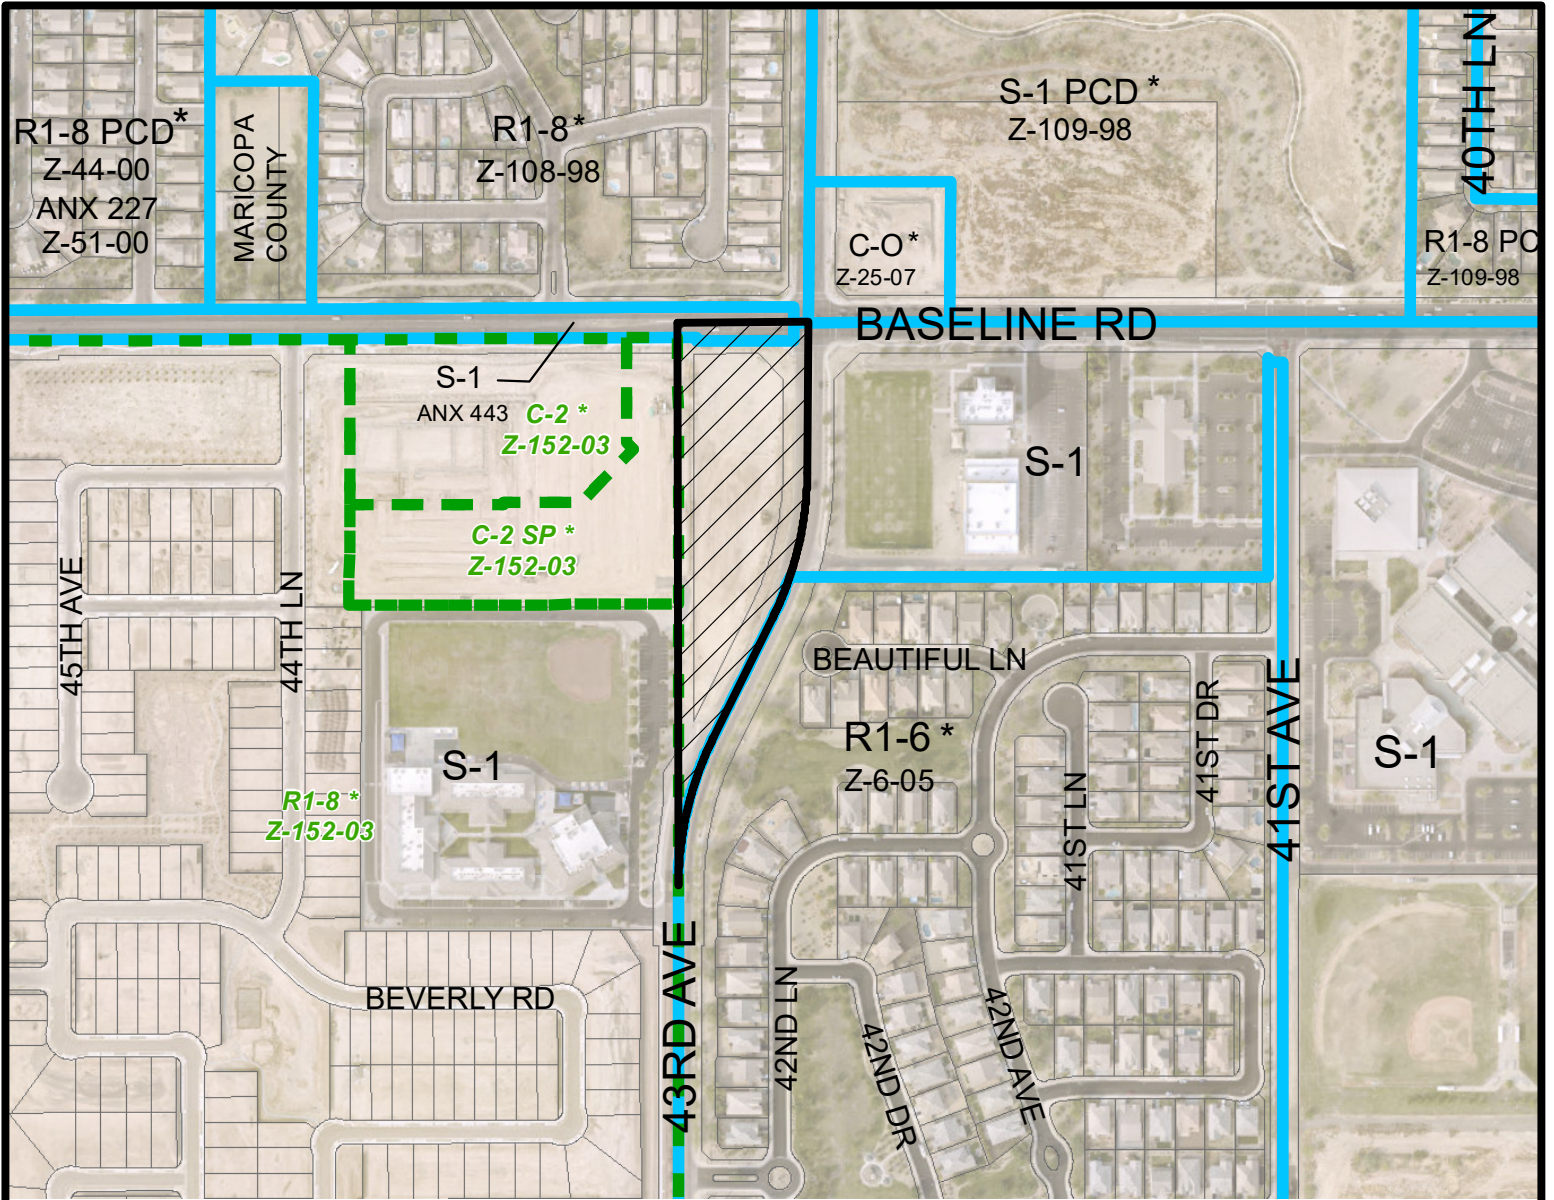 R1-8 PCD*
Z-44-00
ANX 227
Z-51-00
MARICOPA
COUNTY
R1-8*
Z-108-98
S-1 PCD *
Z-109-98
40TH LN
C-O*
Z-25-07
R1-8 PC
Z-109-98
BASELINE RD
S-1
ANX 443
C-2 *
Z-152-03
C-2 SP *
Z-152-03
S-1
45TH AVE
44TH LN
BEAUTIFUL LN
R1-6 *
Z-6-05
41ST DR
41ST LN
41ST AVE
S-1
S-1
R1-8 *
Z-152-03
BEVERLY RD
43RD AVE
42ND LN
42ND DR
42ND AVE